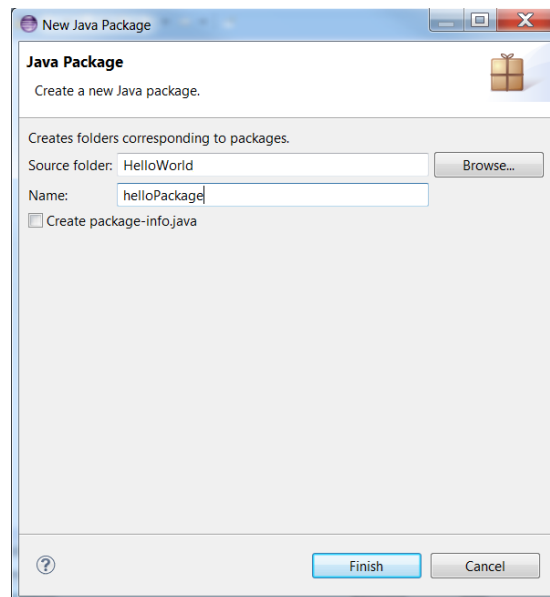 New Java Package
Java Package
Create a new Java package.
Creates folders corresponding to packages.
Source folder: HelloWorld Browse...
Name: helloPackage
Create package-info.java
? Finish Cancel